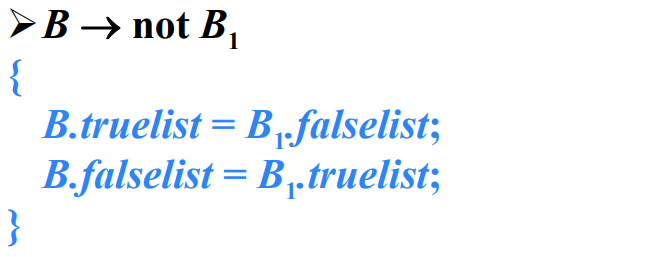 ➢B → not B₁
{
B.truelist = B₁.falselist;
B.falselist = B₁.truelist;
}